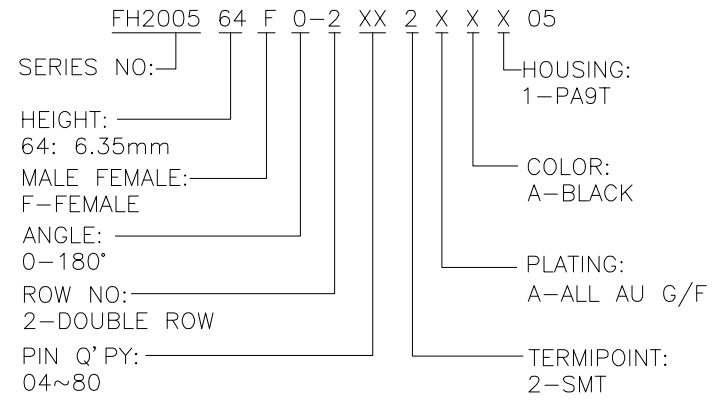 FH2005 64 F 0-2 XX 2 X X X 05
SERIES NO:
HEIGHT:
64: 6.35mm
MALE FEMALE:
F-FEMALE
ANGLE:
0-180°
ROW NO:
2-DOUBLE ROW
PIN Q'PY:
04~80
HOUSING:
1-PA9T
COLOR:
A-BLACK
PLATING:
A-ALL AU G/F
TERMIPOINT:
2-SMT